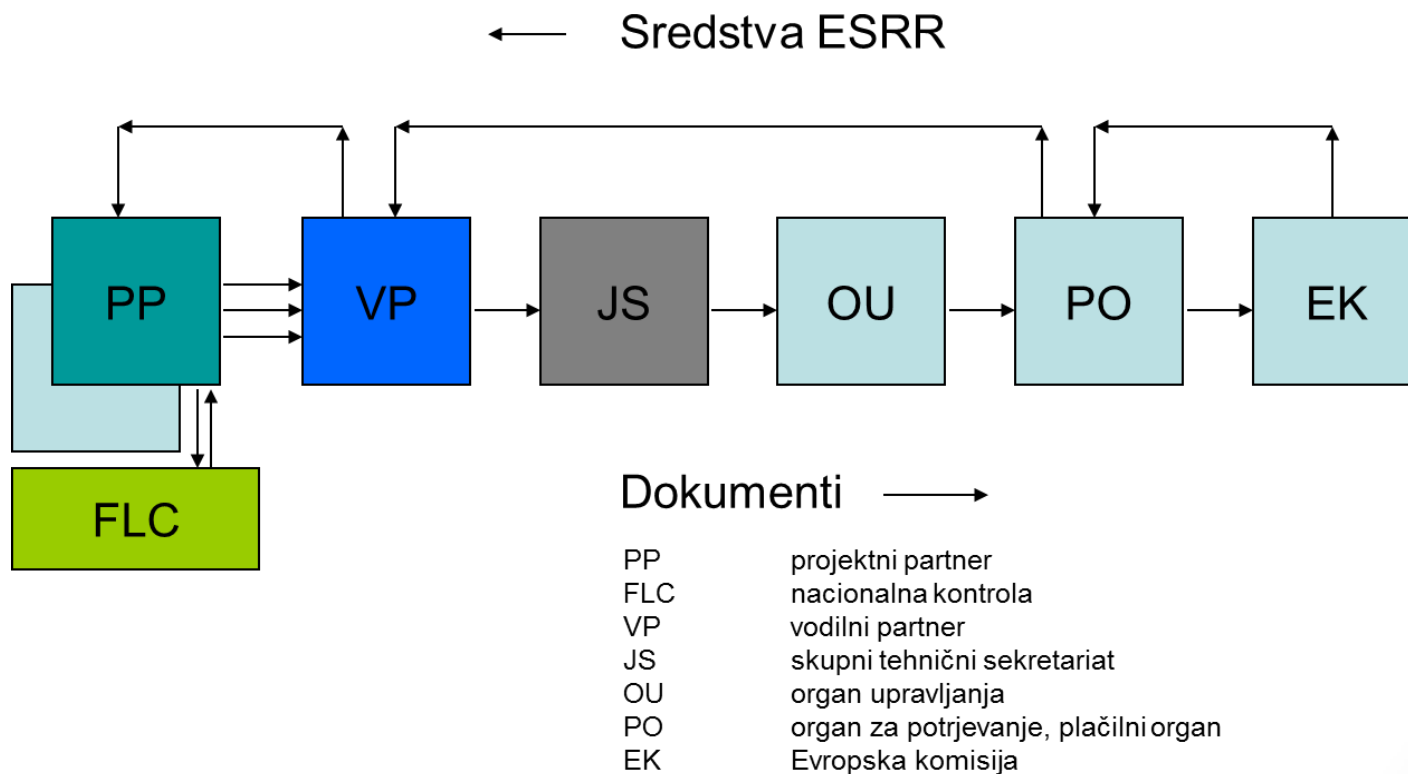 Sredstva ESRR
PP VP JS OU PO EK
FLC
Dokumenti
PP projektni partner
FLC nacionalna kontrola
VP vodilni partner
JS skupni tehnični sekretariat
OU organ upravljanja
PO organ za potrjevanje, plačilni organ
EK Evropska komisija